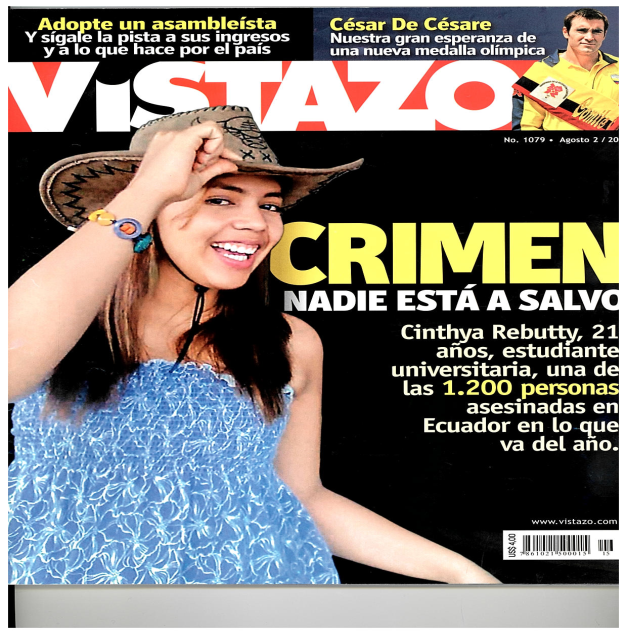 Adopte un asambleísta
Y sígale la pista a sus ingresos
y a lo que hace por el país
César De Césare
Nuestra gran esperanza de
una nueva medalla olímpica
ViSTAZO
No. 1079 • Agosto 2 / 20
CRIMEN
NADIE ESTÁ A SALVO
Cinthya Rebutty, 21
años, estudiante
universitaria, una de
las 1.200 personas
asesinadas en
Ecuador en lo que
va del año.
www.vistazo.com
US$ 4,00
7861021300013
15